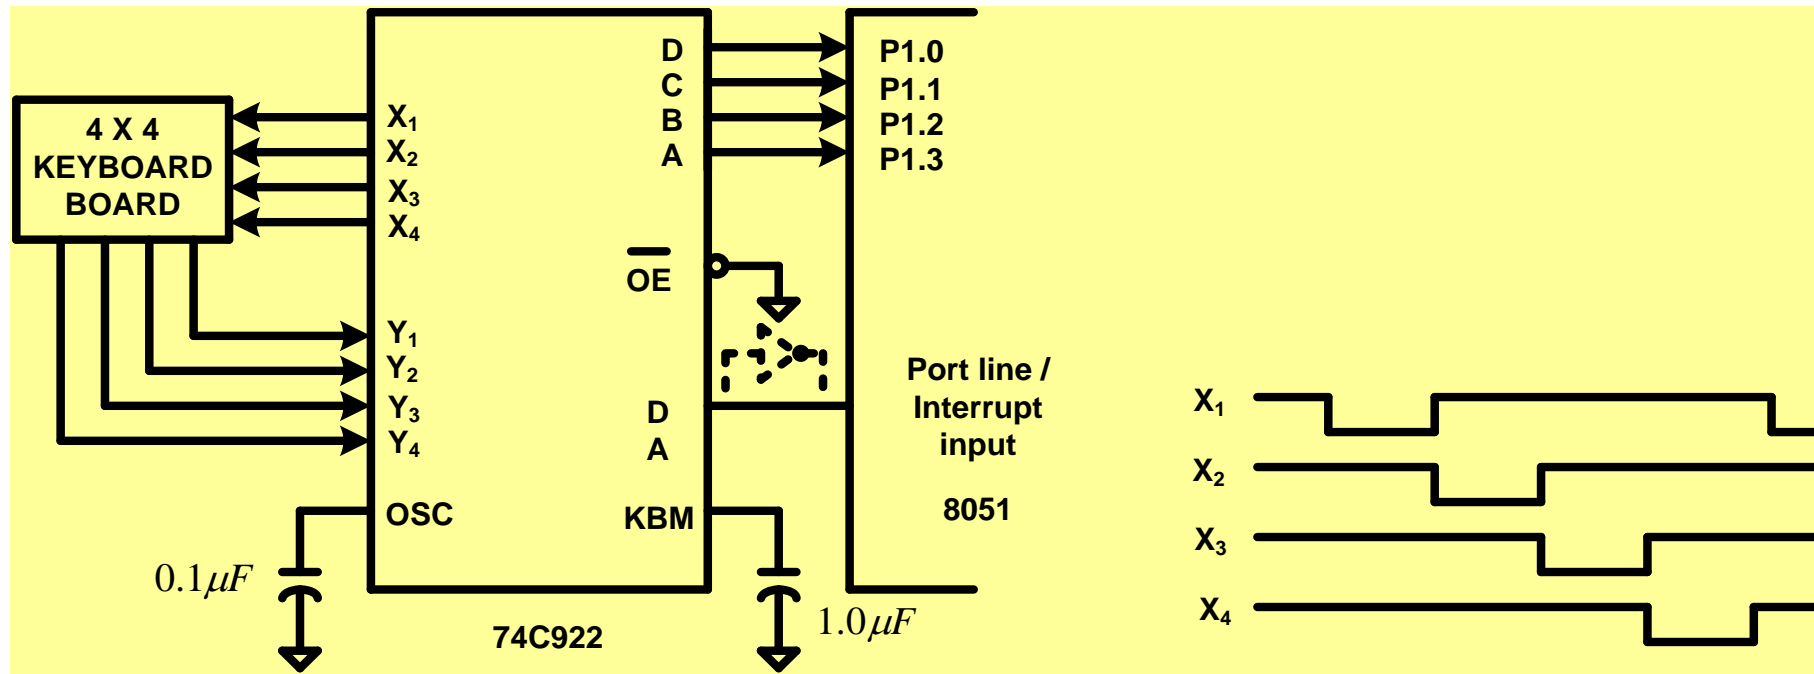 4 X 4
KEYBOARD
BOARD
X1
X2
X3
X4
Y1
Y2
Y3
Y4
OSC
0.1μF
D
C
B
A
OE
D
A
KBM
74C922
1.0μF
P1.0
P1.1
P1.2
P1.3
Port line /
Interrupt
input
8051
X1
X2
X3
X4